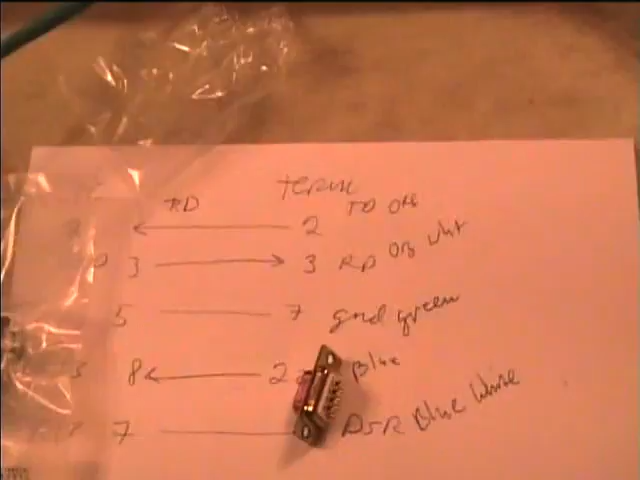 RD TERM
2 TD ORG
3 3 RD OR wht
5 7 gnd green
8 2 Blue
7 DSR Blue White